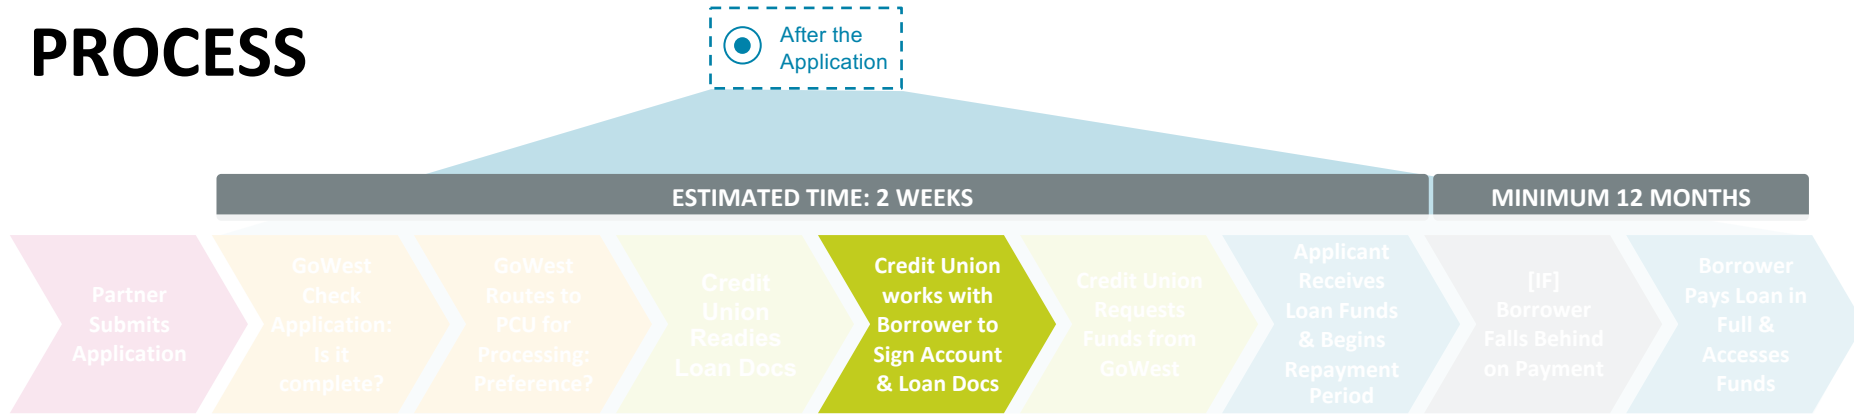 PROCESS
After the
Application
ESTIMATED TIME: 2 WEEKS
MINIMUM 12 MONTHS
Partner
Submits
Application
GoWest
Check
Application:
Is it
complete?
GoWest
Routes to
PCU for
Processing:
Preference?
Credit
Union
Readies
Loan Docs
Credit Union
works with
Borrower to
Sign Account
& Loan Docs
Credit Union
Requests
Funds from
GoWest
Applicant
Receives
Loan Funds
& Begins
Repayment
Period
[IF]
Borrower
Falls Behind
on Payment
Borrower
Pays Loan in
Full &
Accesses
Funds